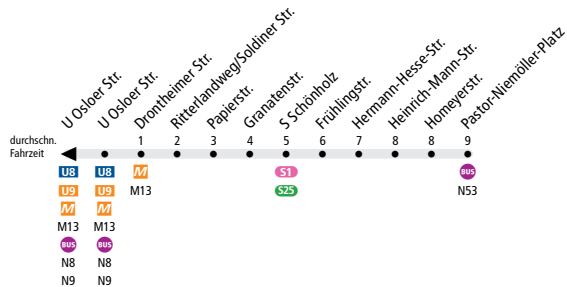 U Osloer Str.
U Osloer Str.
Drontheimer Str.
Ritterlandweg/Soldiner Str.
Papierstr.
Granatenstr.
S Schönholz
Frühlingstr.
Hermann-Hesse-Str.
Heinrich-Mann-Str.
Homeyerstr.
Pastor-Niemöller-Platz
durchschn. 1 2 3 4 5 6 7 8 8 9
Fahrzeit
U8 U8 M S1 BUS
U9 U9 M13 S25 N53
M M
M13 M13
BUS BUS
N8 N8
N9 N9